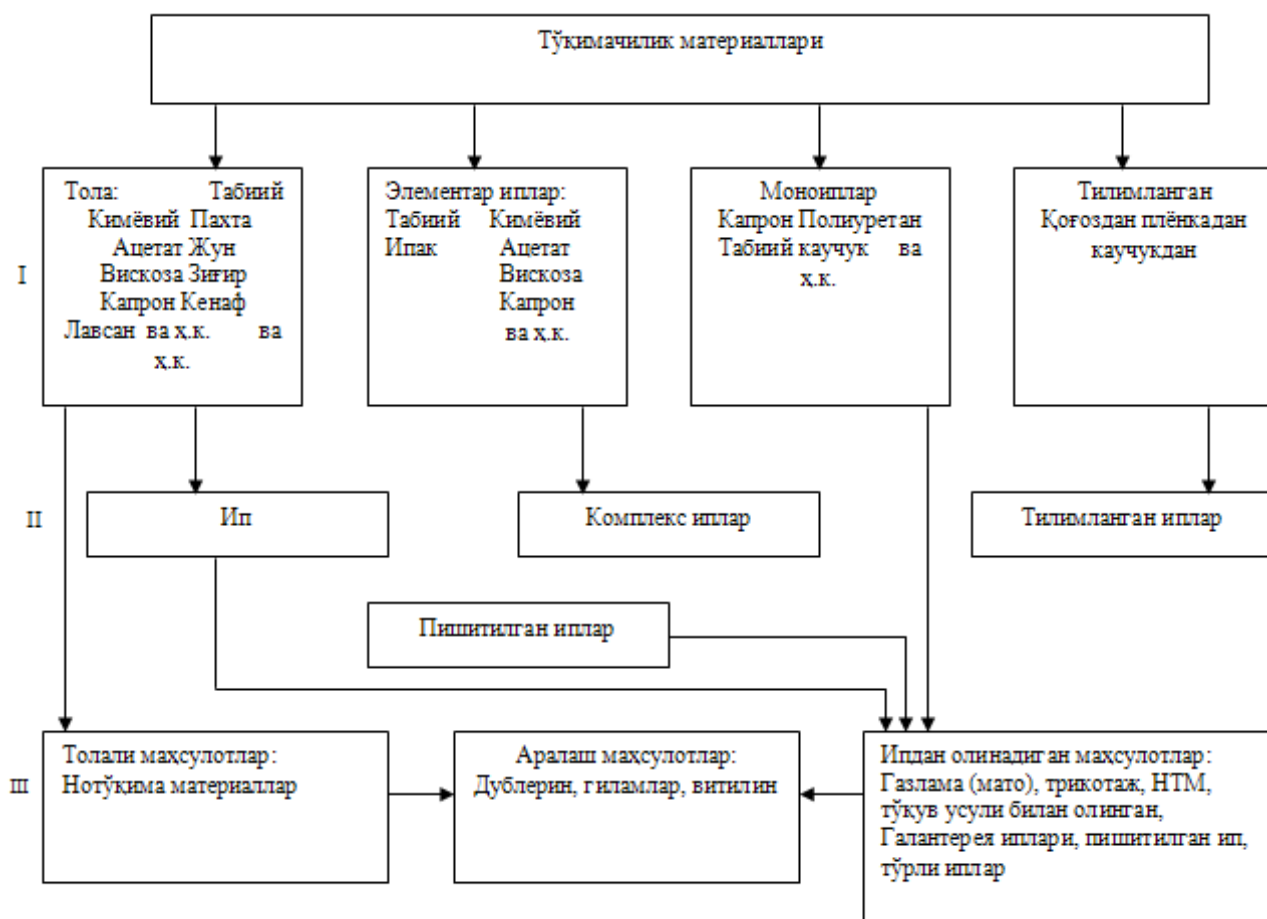 Тўқимачилик материаллари
Тола: Табиий
Кимёвий Пахта
Ацетат Жун
Вискоза Зиғир
Капрон Кенаф
Лавсан ва ҳ.к. ва
ҳ.к.
Элементар иплар:
Табиий Кимёвий
Ипак Ацетат
Вискоза
Капрон
ва ҳ.к.
Моноиплар
Капрон Полиуретан
Табиий каучук ва
ҳ.к.
Тилимланган
Қоғоздан плёнкадан
каучукдан
I
II
Ип
Комплекс иплар
Тилимланган иплар
Пишитилган иплар
III
Толали маҳсулотлар:
Нотўқима материаллар
Аралаш маҳсулотлар:
Дублерин, гиламлар, витилин
Ипдан олинадиган маҳсулотлар:
Газлама (мато), трикотаж, НТМ,
тўқув усули билан олинган,
Галантерея иплари, пишитилган ип,
тўрли иплар